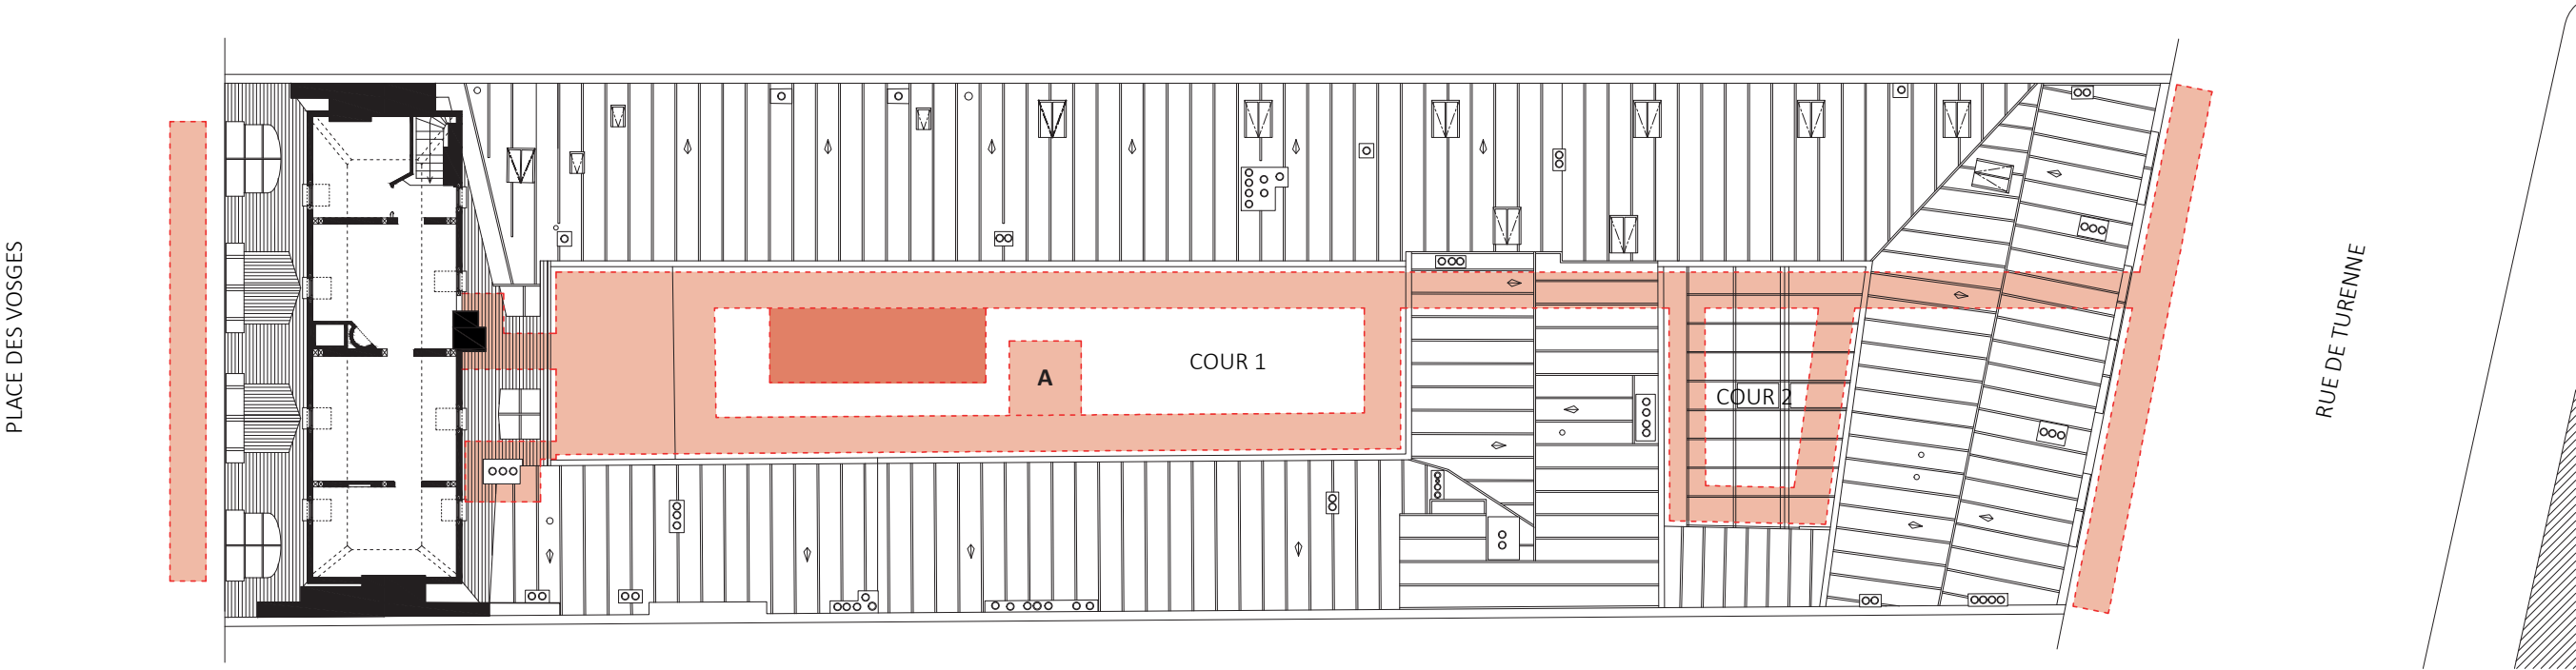 PLACE DES VOSGES
A
COUR 1
COUR 2
RUE DE TURENNE